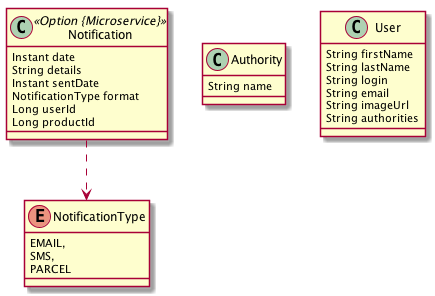 C «Option {Microservice}»
Notification
Instant date
String details
Instant sentDate
NotificationType format
Long userId
Long productId
C Authority
String name
C User
String firstName
String lastName
String login
String email
String imageUrl
String authorities
E NotificationType
EMAIL,
SMS,
PARCEL